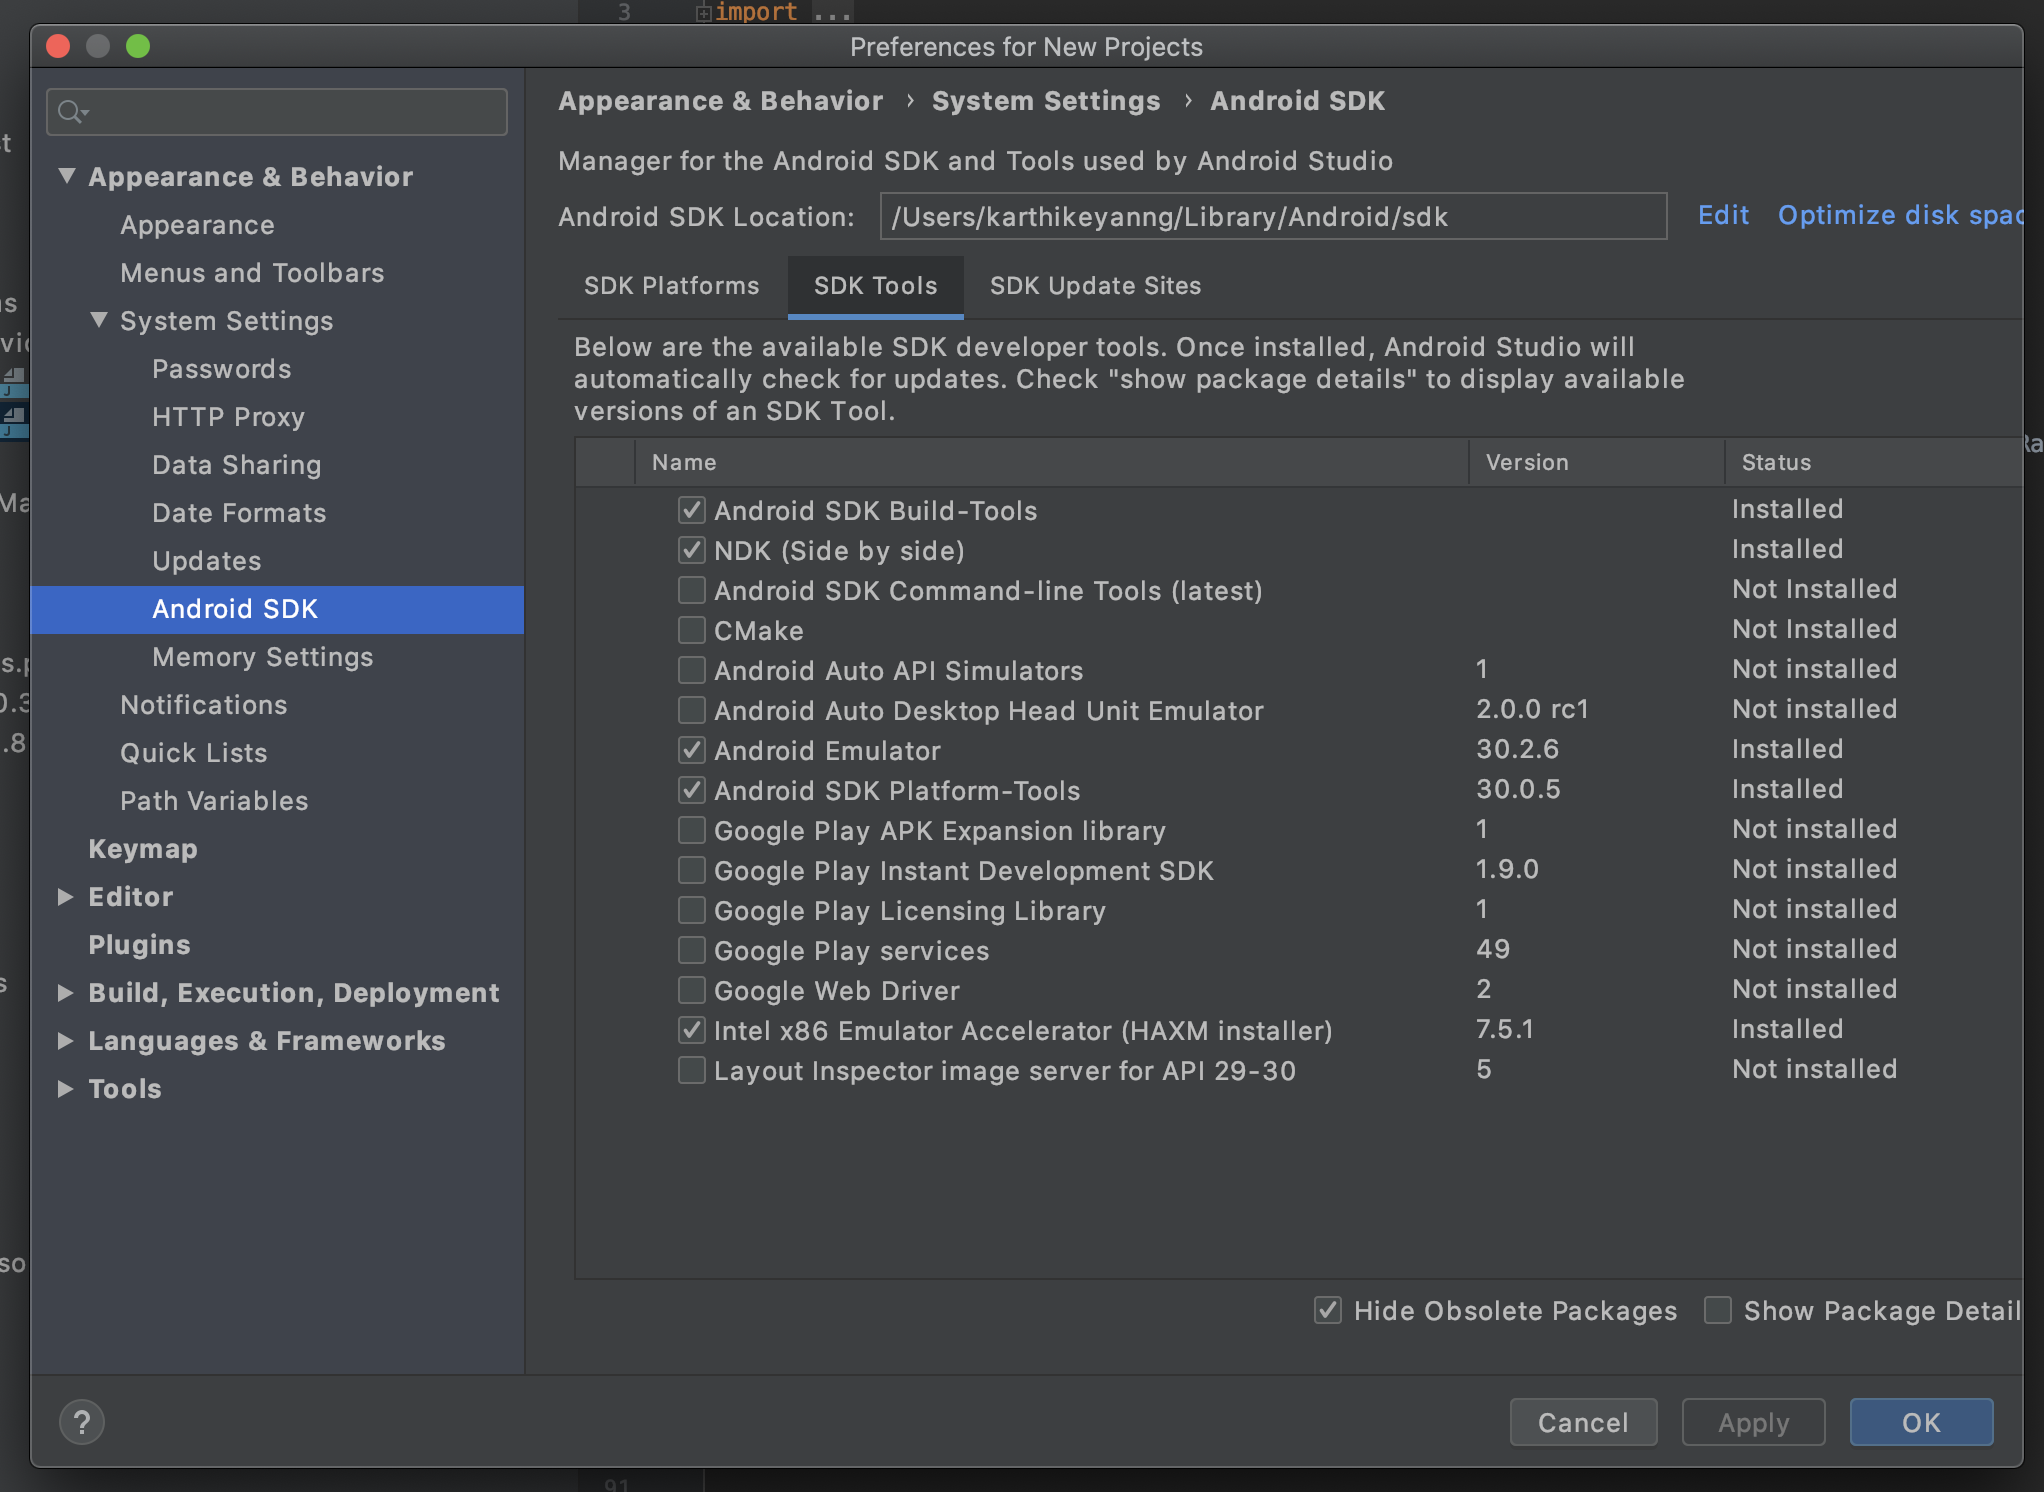 3 import ...
Preferences for New Projects
Appearance & Behavior
Appearance
Menus and Toolbars
System Settings
Passwords
HTTP Proxy
Data Sharing
Date Formats
Updates
Android SDK
Memory Settings
Notifications
Quick Lists
Path Variables
Keymap
Editor
Plugins
Build, Execution, Deployment
Languages & Frameworks
Tools
Appearance & Behavior › System Settings › Android SDK
Manager for the Android SDK and Tools used by Android Studio
Android SDK Location: /Users/karthikeyanng/Library/Android/sdk Edit Optimize disk spac
SDK Platforms SDK Tools SDK Update Sites
Below are the available SDK developer tools. Once installed, Android Studio will
automatically check for updates. Check "show package details" to display available
versions of an SDK Tool.
Name Version Status
Android SDK Build-Tools Installed
NDK (Side by side) Installed
Android SDK Command-line Tools (latest) Not Installed
CMake Not Installed
Android Auto API Simulators 1 Not installed
Android Auto Desktop Head Unit Emulator 2.0.0 rc1 Not installed
Android Emulator 30.2.6 Installed
Android SDK Platform-Tools 30.0.5 Installed
Google Play APK Expansion library 1 Not installed
Google Play Instant Development SDK 1.9.0 Not installed
Google Play Licensing Library 1 Not installed
Google Play services 49 Not installed
Google Web Driver 2 Not installed
Intel x86 Emulator Accelerator (HAXM installer) 7.5.1 Installed
Layout Inspector image server for API 29-30 5 Not installed
Hide Obsolete Packages Show Package Detail
? Cancel Apply OK
91